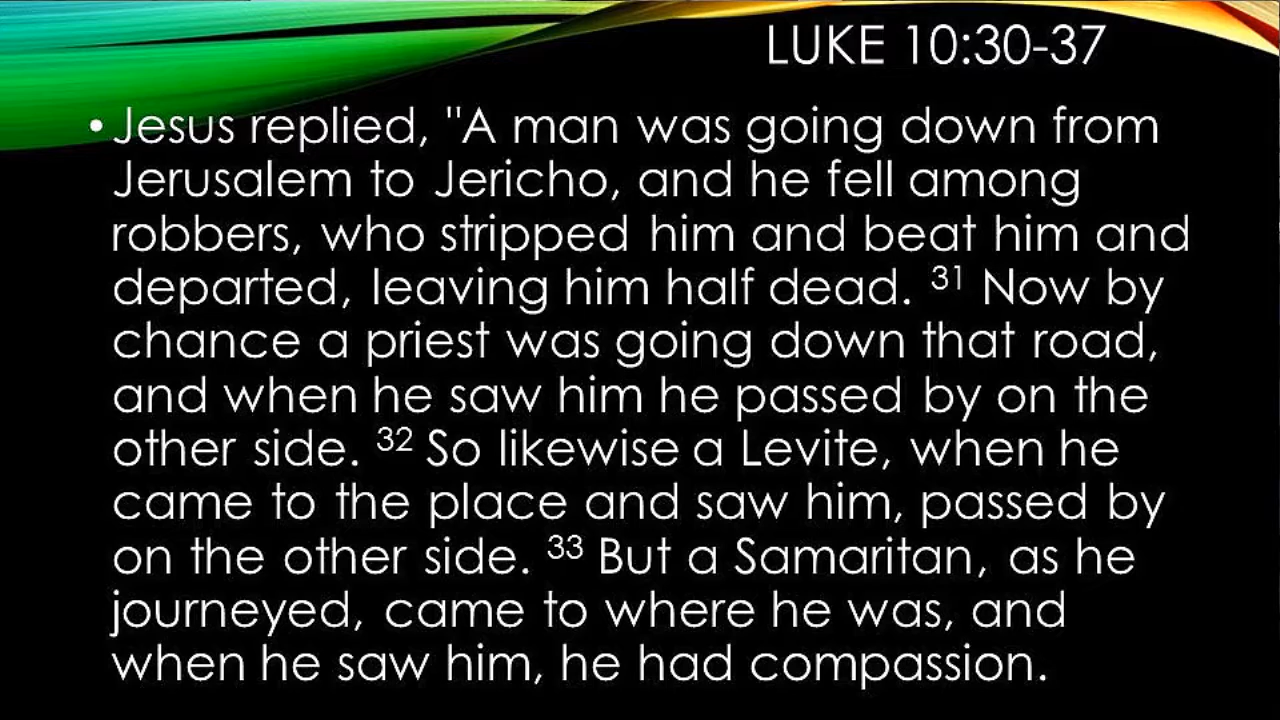 LUKE 10:30-37
• Jesus replied, "A man was going down from
Jerusalem to Jericho, and he fell among
robbers, who stripped him and beat him and
departed, leaving him half dead. 31 Now by
chance a priest was going down that road,
and when he saw him he passed by on the
other side. 32 So likewise a Levite, when he
came to the place and saw him, passed by
on the other side. 33 But a Samaritan, as he
journeyed, came to where he was, and
when he saw him, he had compassion.